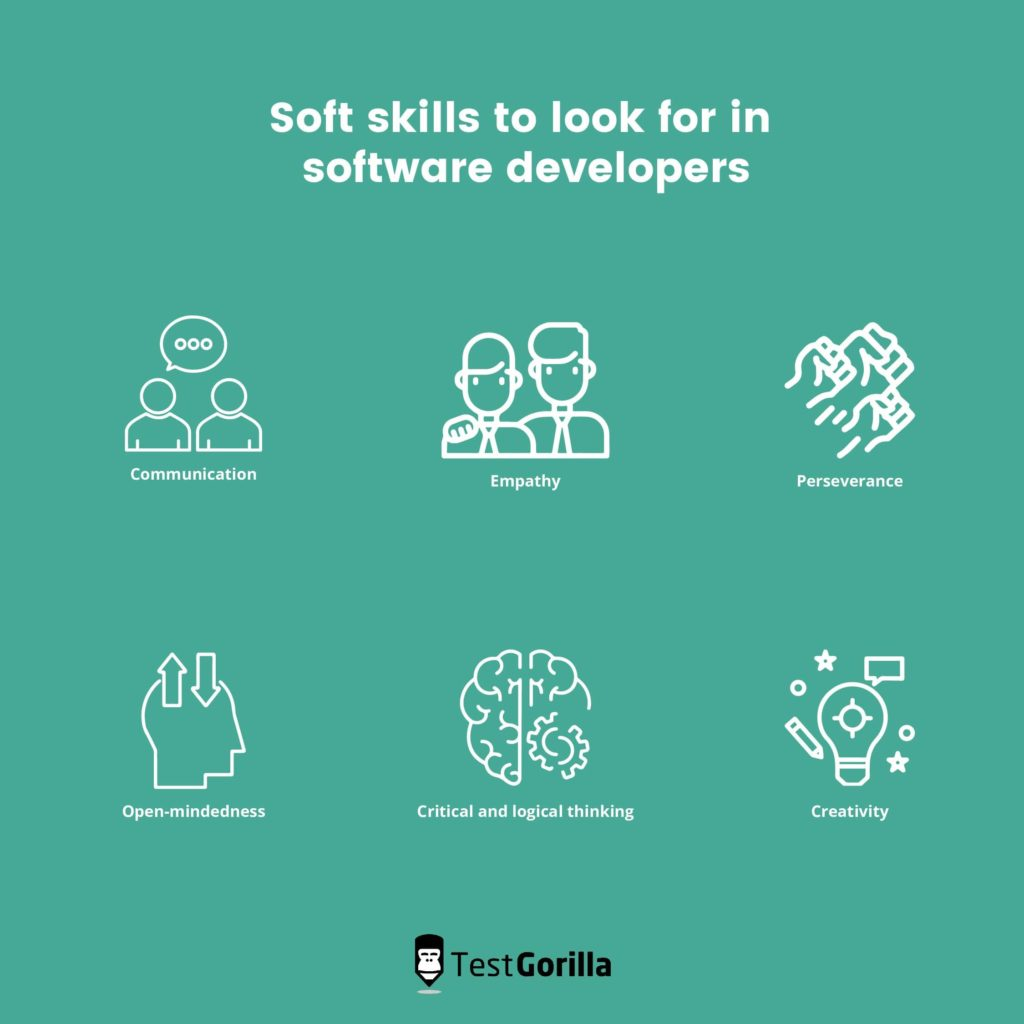 Soft skills to look for in
software developers
Communication
Empathy
Perseverance
Open-mindedness
Critical and logical thinking
Creativity
TestGorilla